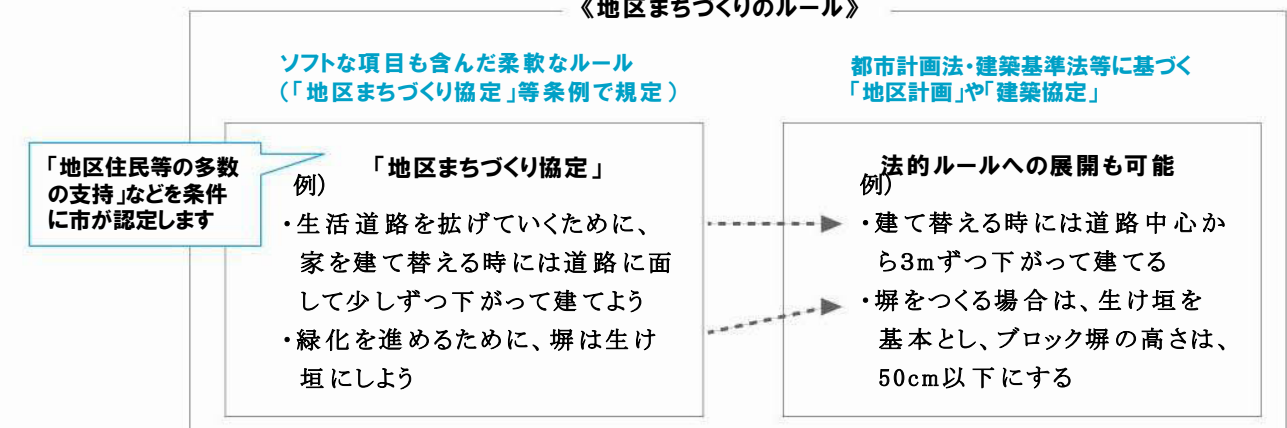 《地区まちづくりのルール》
ソフトな項目も含んだ柔軟なルール
(「地区まちづくり協定」等条例で規定)
都市計画法・建築基準法等に基づく
「地区計画」や「建築協定」
「地区住民等の多数
の支持」などを条件
に市が認定します
「地区まちづくり協定」
例)
・生活道路を拡げていくために、
家を建て替える時には道路に面
して少しずつ下がって建てよう
・緑化を進めるために、塀は生け
垣にしよう
法的ルールへの展開も可能
例)
・建て替える時には道路中心か
ら3mずつ下がって建てる
・塀をつくる場合は、生け垣を
基本とし、ブロック塀の高さは、
50cm以下にする